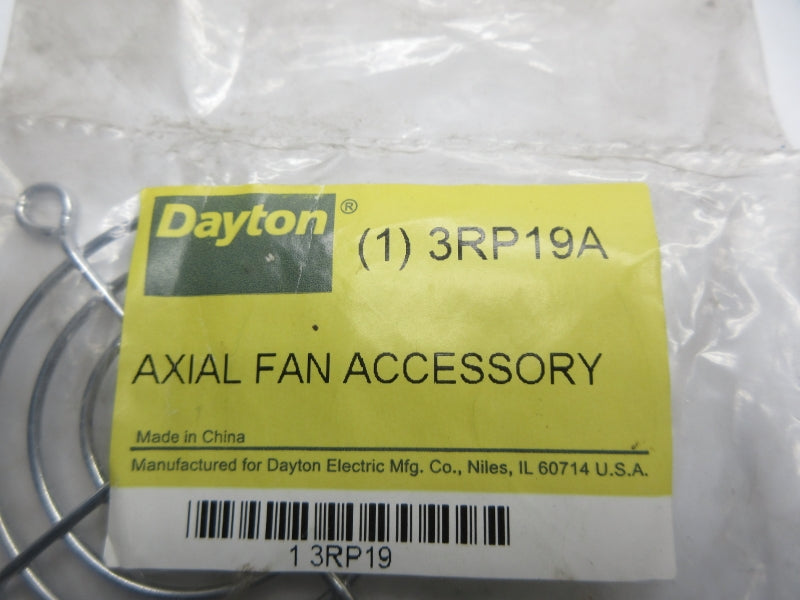 Dayton®
(1) 3RP19A
AXIAL FAN ACCESSORY
Made in China
Manufactured for Dayton Electric Mfg. Co., Niles, IL 60714 U.S.A.
1 3RP19